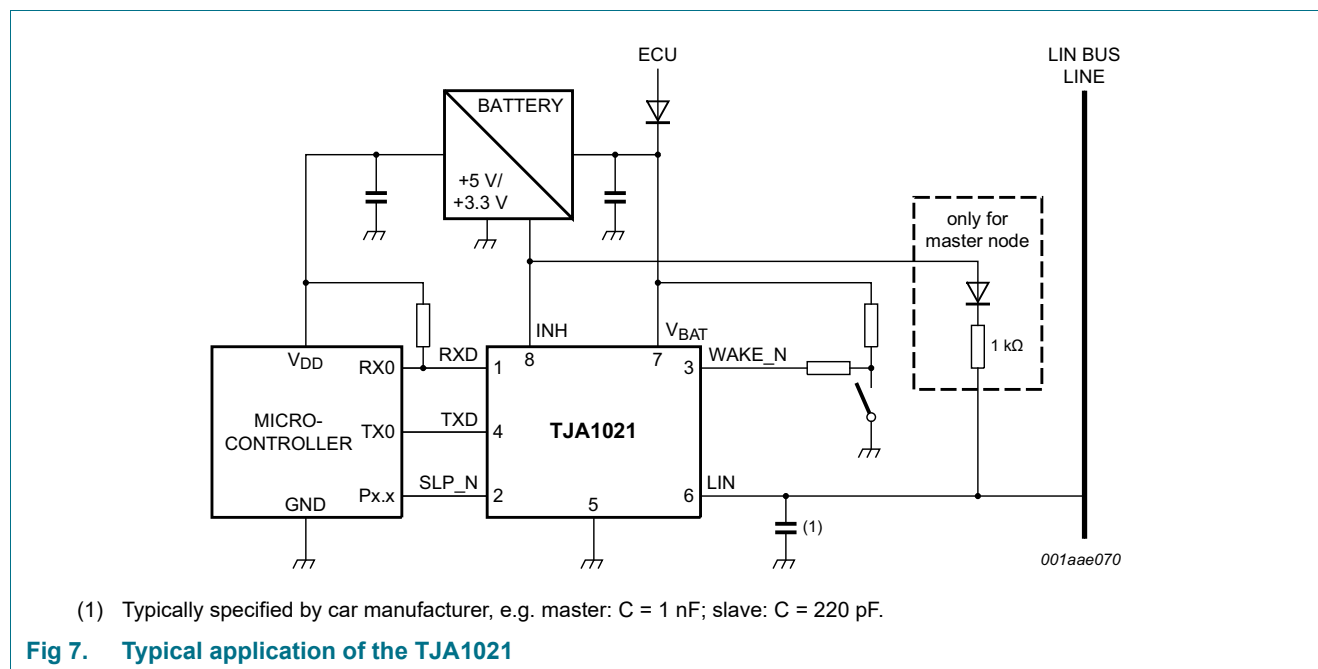 ECU
LIN BUS
LINE
BATTERY
+5 V/
+3.3 V
only for
master node
INH
VBAT
1 kΩ
VDD
RX0
RXD
1
8
7
3
WAKE_N
MICRO-
CONTROLLER
TX0
TXD
4
TJA1021
Px.x
SLP_N
2
6
LIN
GND
5
(1)
001aae070
(1) Typically specified by car manufacturer, e.g. master: C = 1 nF; slave: C = 220 pF.
Fig 7. Typical application of the TJA1021